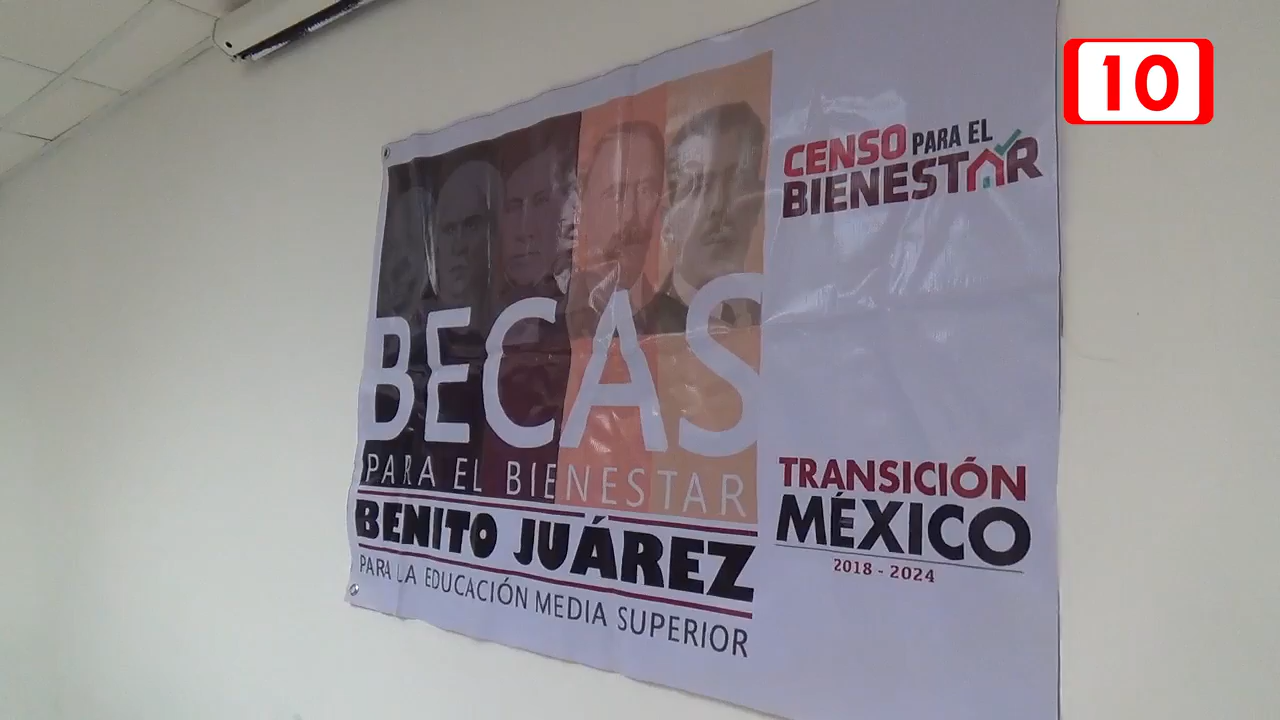 10
CENSO PARA EL
BIENESTAR
BECAS
PARA EL BIENESTAR
BENITO JUÁREZ
PARA LA EDUCACIÓN MEDIA SUPERIOR
TRANSICIÓN
MÉXICO
2018 - 2024